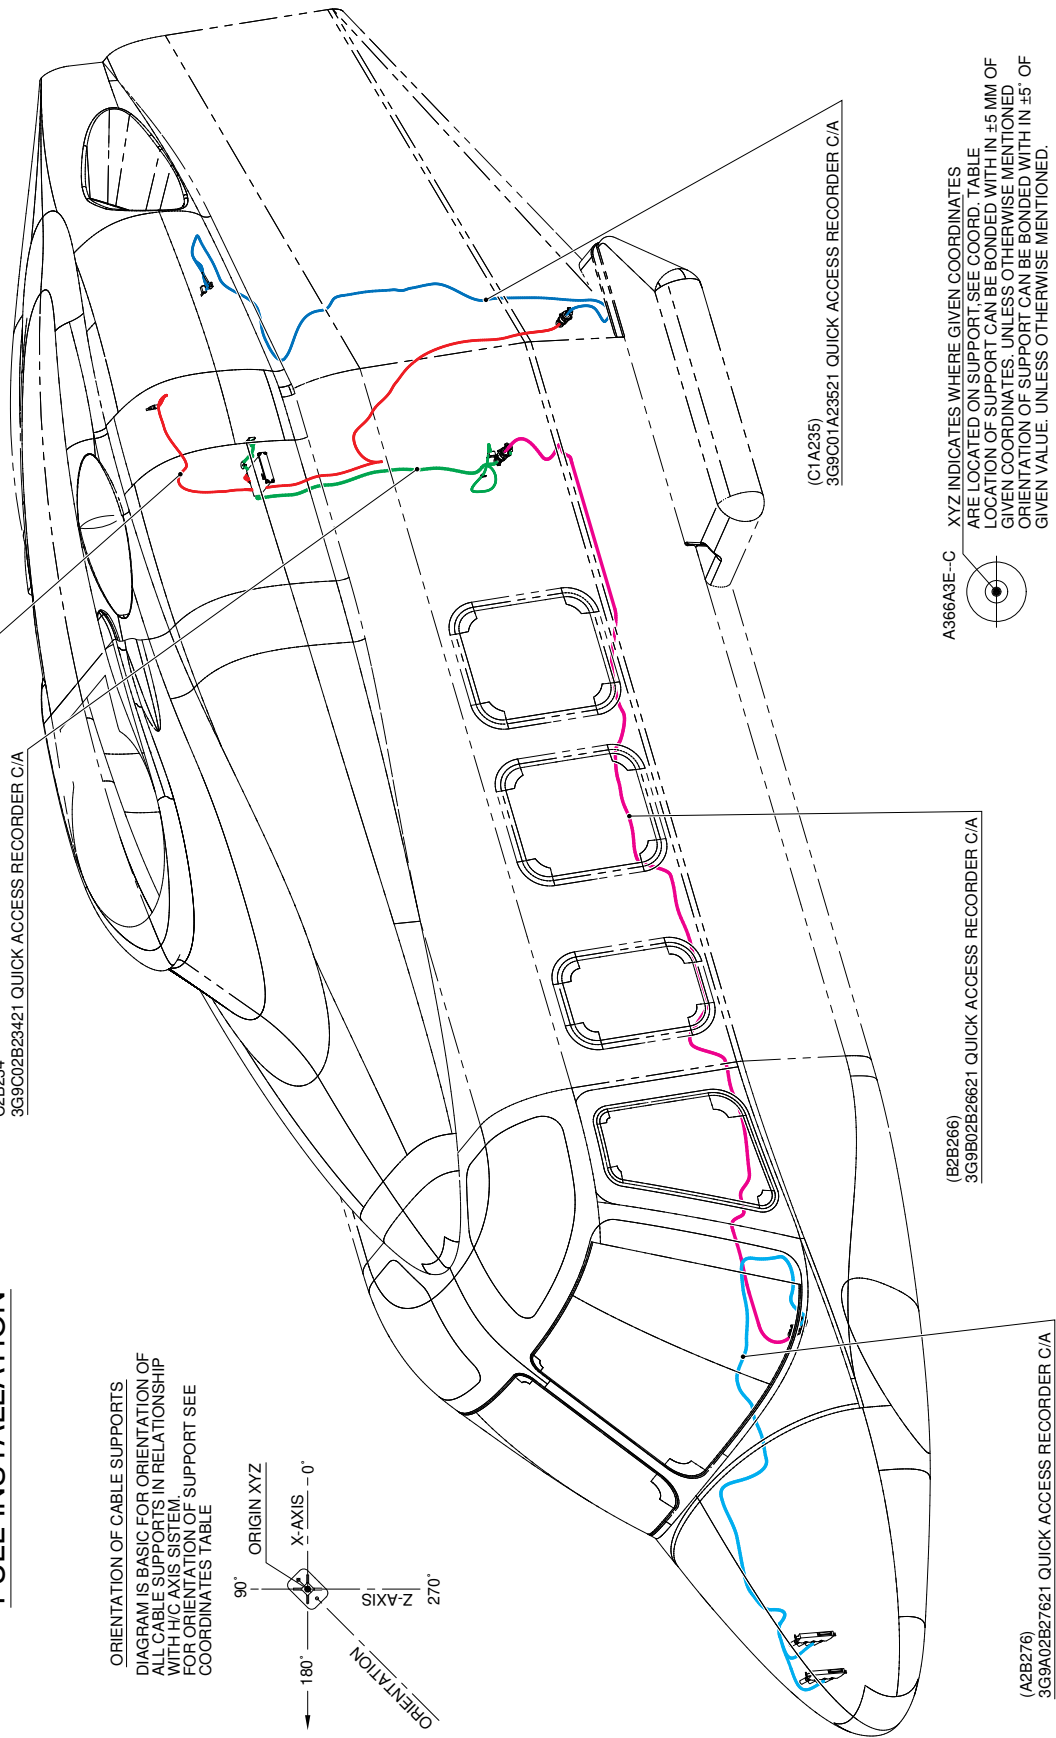 ORIENTATION OF CABLE SUPPORTS
DIAGRAM IS BASIC FOR ORIENTATION OF
ALL CABLE SUPPORTS IN RELATIONSHIP
WITH H/C AXIS SISTEM.
FOR ORIENTATION OF SUPPORT SEE
COORDINATES TABLE
90°
ORIGIN XYZ
X-AXIS
0°
180°
Z-AXIS
270°
ORIENTATION
3G9C02B23421 QUICK ACCESS RECORDER C/A
(C1A235)
3G9C01A23521 QUICK ACCESS RECORDER C/A
(B2B266)
3G9B02B26621 QUICK ACCESS RECORDER C/A
(A2B276)
3G9A02B27621 QUICK ACCESS RECORDER C/A
A366A3E--C
XYZ INDICATES WHERE GIVEN COORDINATES
ARE LOCATED ON SUPPORT, SEE COORD. TABLE
LOCATION OF SUPPORT CAN BE BONDED WITH IN ±5 MM OF
GIVEN COORDINATES. UNLESS OTHERWISE MENTIONED
ORIENTATION OF SUPPORT CAN BE BONDED WITH IN ±5° OF
GIVEN VALUE. UNLESS OTHERWISE MENTIONED.